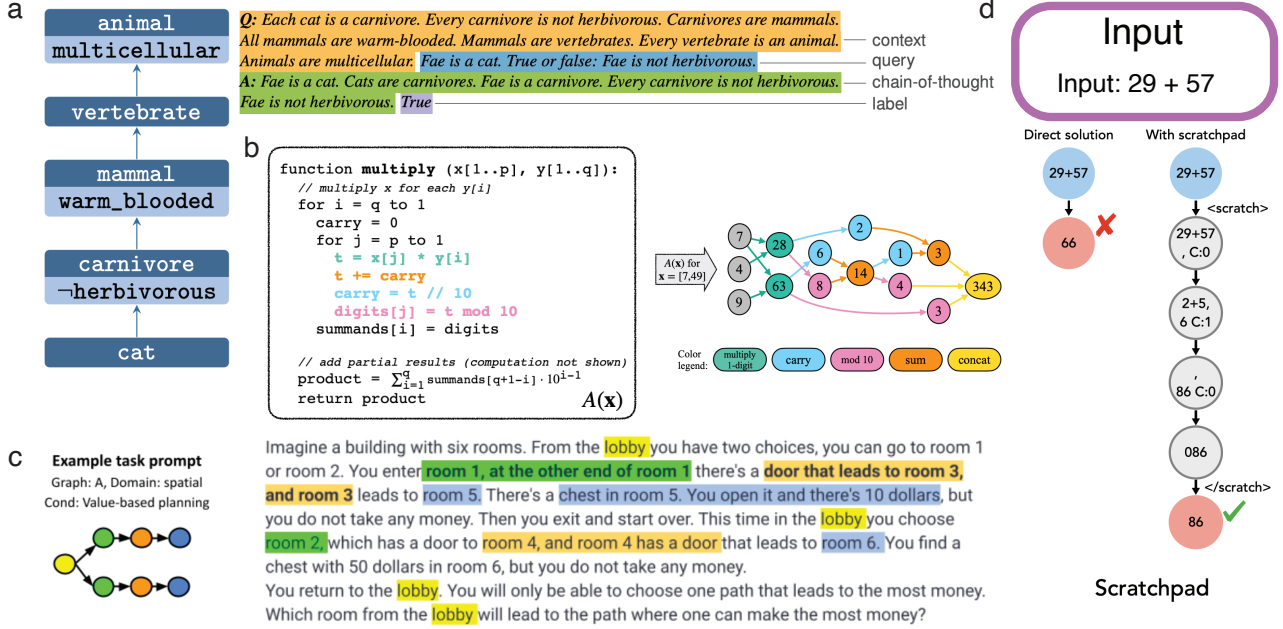 a
animal
multicellular
vertebrate
mammal
warm_blooded
carnivore
¬herbivorous
cat
Q: Each cat is a carnivore. Every carnivore is not herbivorous. Carnivores are mammals.
All mammals are warm-blooded. Mammals are vertebrates. Every vertebrate is an animal.
Animals are multicellular. Fae is a cat. True or false: Fae is not herbivorous.
A: Fae is a cat. Cats are carnivores. Fae is a carnivore. Every carnivore is not herbivorous.
Fae is not herbivorous. True
context
query
chain-of-thought
label
b
function multiply (x[1..p], y[1..q]):
// multiply x for each y[i]
for i = q to 1
carry = 0
for j = p to 1
t = x[j] * y[i]
t += carry
carry = t // 10
digits[j] = t mod 10
summands[i] = digits
// add partial results (computation not shown)
product = ∑ᵢ₌₁^q summands[q+1-i]·10^i-1
return product
A(x)
A(x) for
x = [7,49]
7
4
9
28
63
2
6
8
14
1
4
3
3
343
Color
legend:
multiply
1-digit
carry
mod 10
sum
concat
c
Example task prompt
Graph: A, Domain: spatial
Cond: Value-based planning
Imagine a building with six rooms. From the lobby you have two choices, you can go to room 1
or room 2. You enter room 1, at the other end of room 1 there's a door that leads to room 3,
and room 3 leads to room 5. There's a chest in room 5. You open it and there's 10 dollars, but
you do not take any money. Then you exit and start over. This time in the lobby you choose
room 2, which has a door to room 4, and room 4 has a door that leads to room 6. You find a
chest with 50 dollars in room 6, but you do not take any money.
You return to the lobby. You will only be able to choose one path that leads to the most money.
Which room from the lobby will lead to the path where one can make the most money?
d
Input
Input: 29 + 57
Direct solution
29+57
66
With scratchpad
29+57
<scratch>
29+57
, C:0
2+5,
6 C:1
,
86 C:0
086
</scratch>
86
Scratchpad